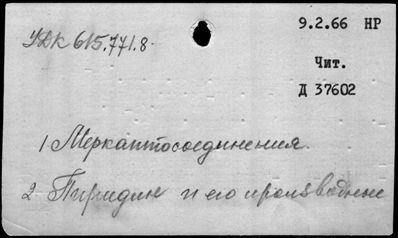 УДК 615.771.8.
9.2.66 НР
Чит.
Д 37602
1 Меркаптосоединения.
2 Пиридин и его производные